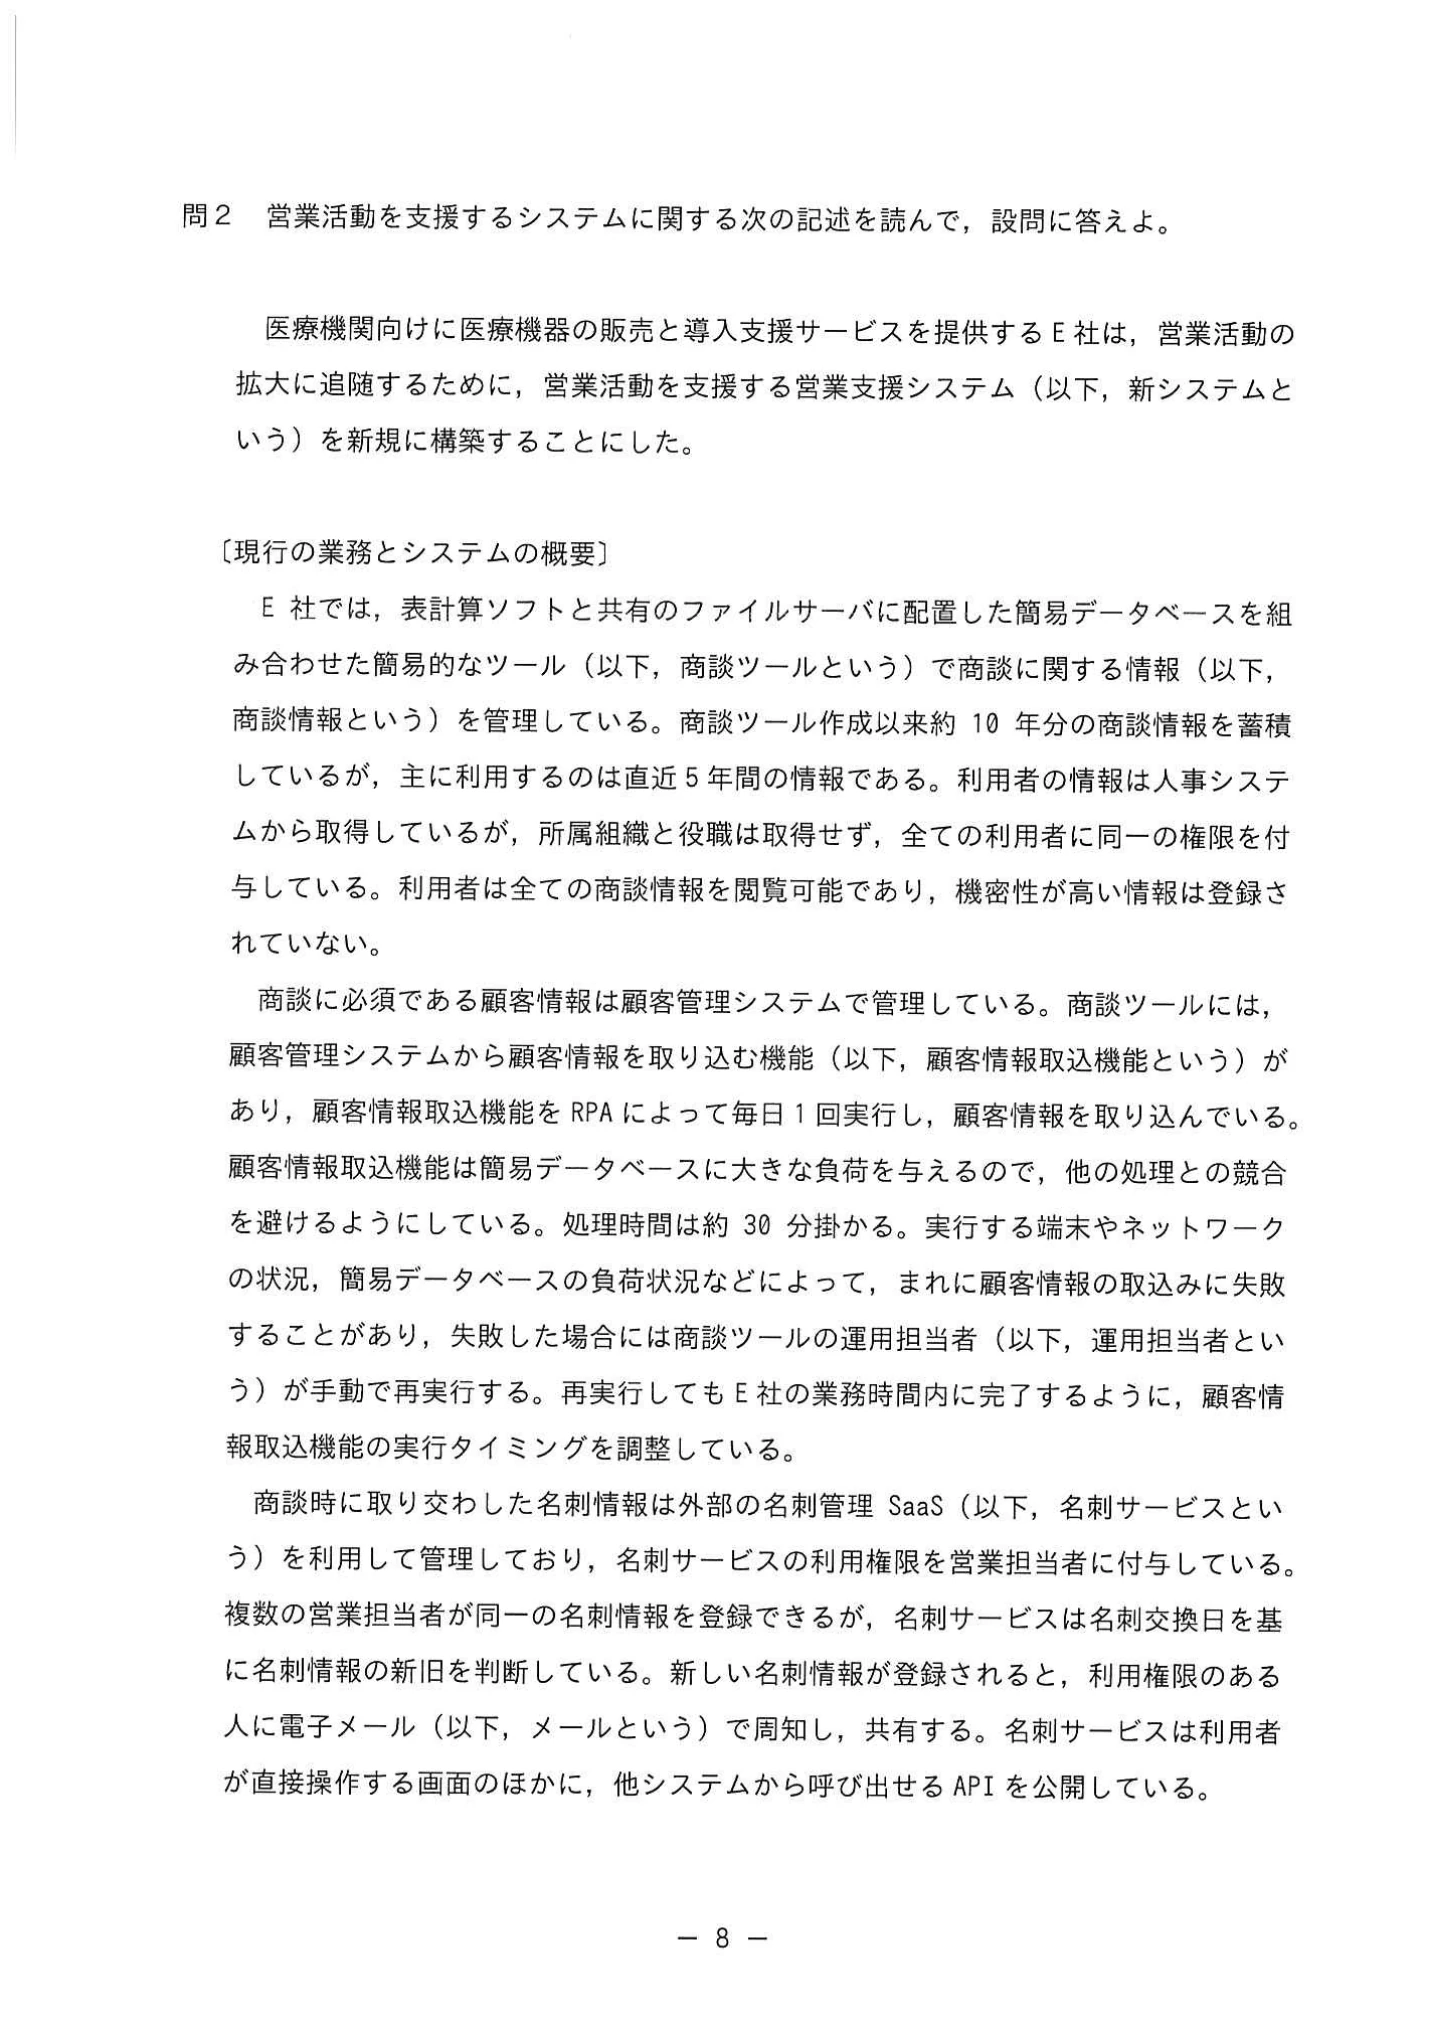 問２　営業活動を支援するシステムに関する次の記述を読んで，設問に答えよ。
医療機関向けに医療機器の販売と導入支援サービスを提供する E 社は，営業活動の
拡大に追随するために，営業活動を支援する営業支援システム（以下，新システムと
いう）を新規に構築することにした。
〔現行の業務とシステムの概要〕
E 社では，表計算ソフトと共有のファイルサーバに配置した簡易データベースを組
み合わせた簡易的なツール（以下，商談ツールという）で商談に関する情報（以下，
商談情報という）を管理している。商談ツール作成以来約 10 年分の商談情報を蓄積
しているが，主に利用するのは直近 5 年間の情報である。利用者の情報は人事システ
ムから取得しているが，所属組織と役職は取得せず，全ての利用者に同一の権限を付
与している。利用者は全ての商談情報を閲覧可能であり，機密性が高い情報は登録さ
れていない。
商談に必須である顧客情報は顧客管理システムで管理している。商談ツールには，
顧客管理システムから顧客情報を取り込む機能（以下，顧客情報取込機能という）が
あり，顧客情報取込機能を RPA によって毎日 1 回実行し，顧客情報を取り込んでいる。
顧客情報取込機能は簡易データベースに大きな負荷を与えるので，他の処理との競合
を避けるようにしている。処理時間は約 30 分掛かる。実行する端末やネットワーク
の状況，簡易データベースの負荷状況などによって，まれに顧客情報の取込みに失敗
することがあり，失敗した場合には商談ツールの運用担当者（以下，運用担当者とい
う）が手動で再実行する。再実行しても E 社の業務時間内に完了するように，顧客情
報取込機能の実行タイミングを調整している。
商談時に取り交わした名刺情報は外部の名刺管理 SaaS（以下，名刺サービスとい
う）を利用して管理しており，名刺サービスの利用権限を営業担当者に付与している。
複数の営業担当者が同一の名刺情報を登録できるが，名刺サービスは名刺交換日を基
に名刺情報の新旧を判断している。新しい名刺情報が登録されると，利用権限のある
人に電子メール（以下，メールという）で周知し，共有する。名刺サービスは利用者
が直接操作する画面のほかに，他システムから呼び出せる API を公開している。
－ 8 －